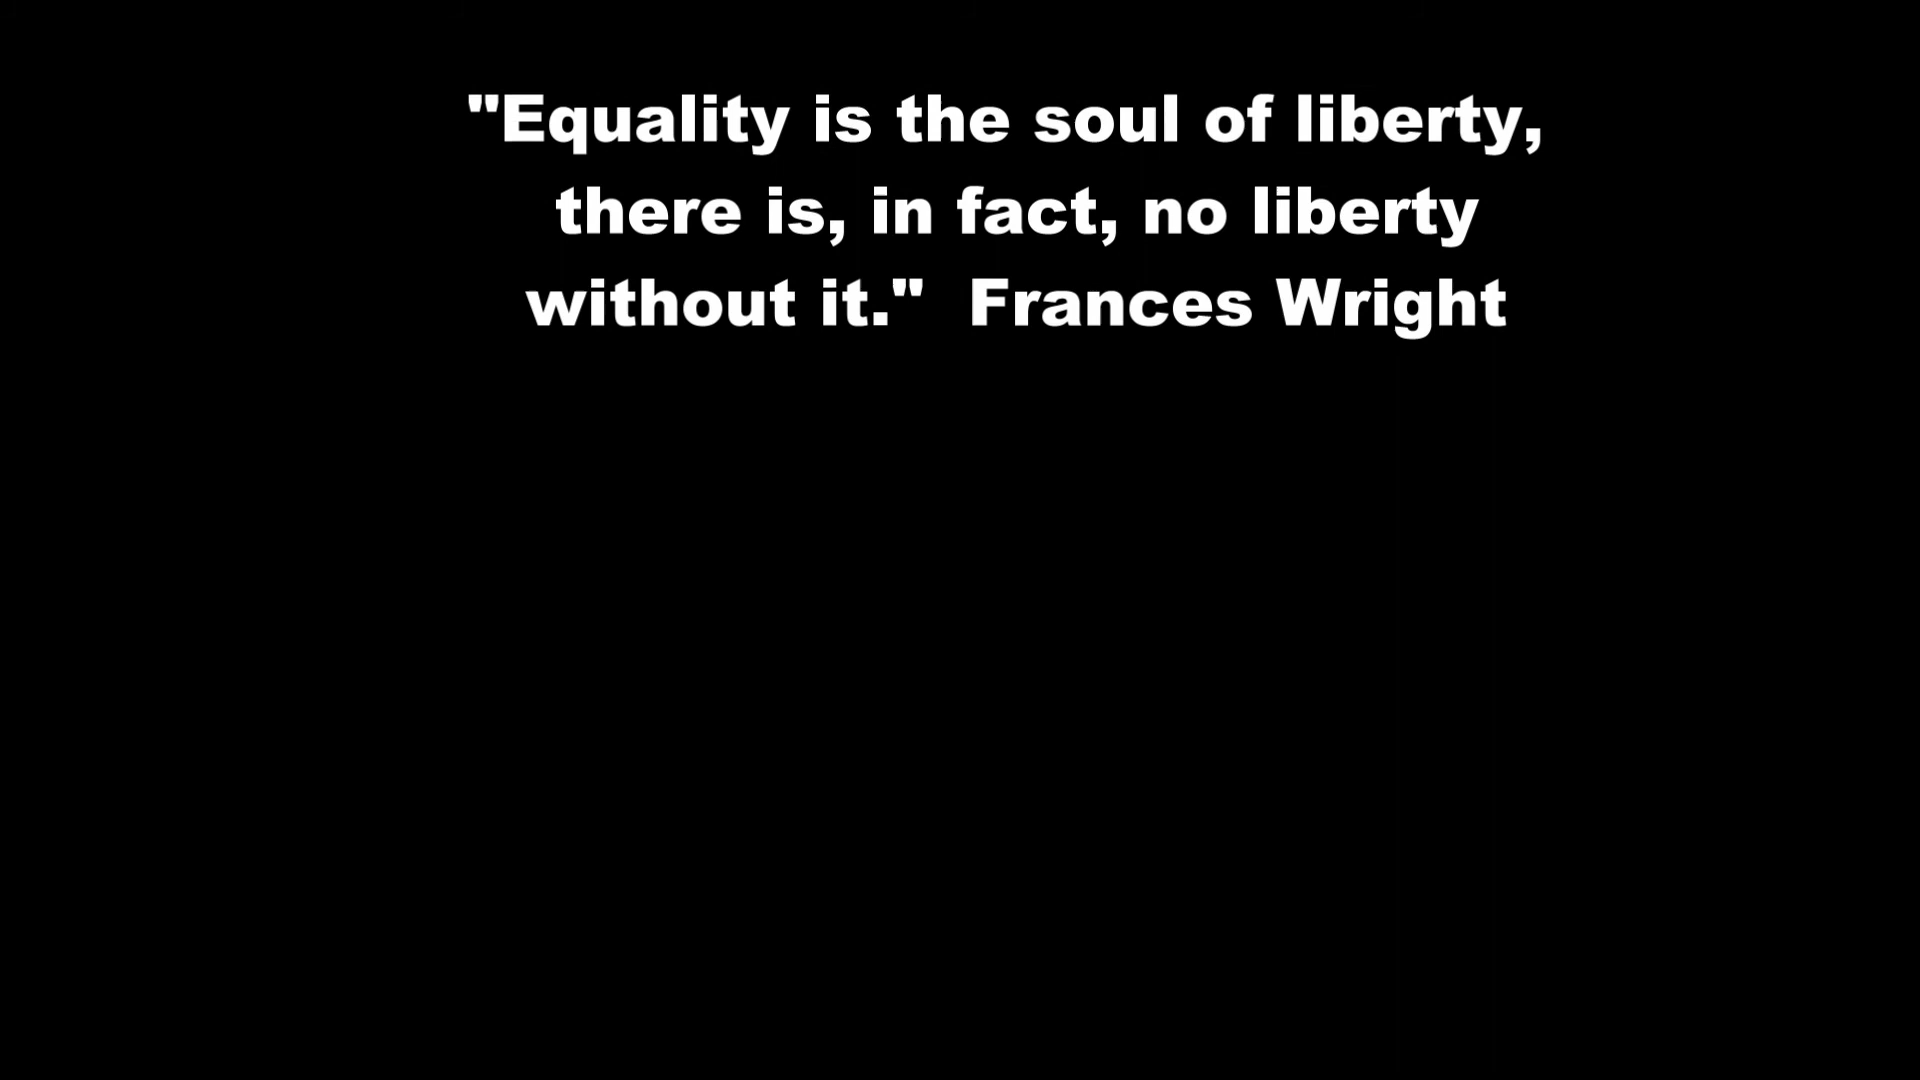 "Equality is the soul of liberty,
there is, in fact, no liberty
without it."  Frances Wright